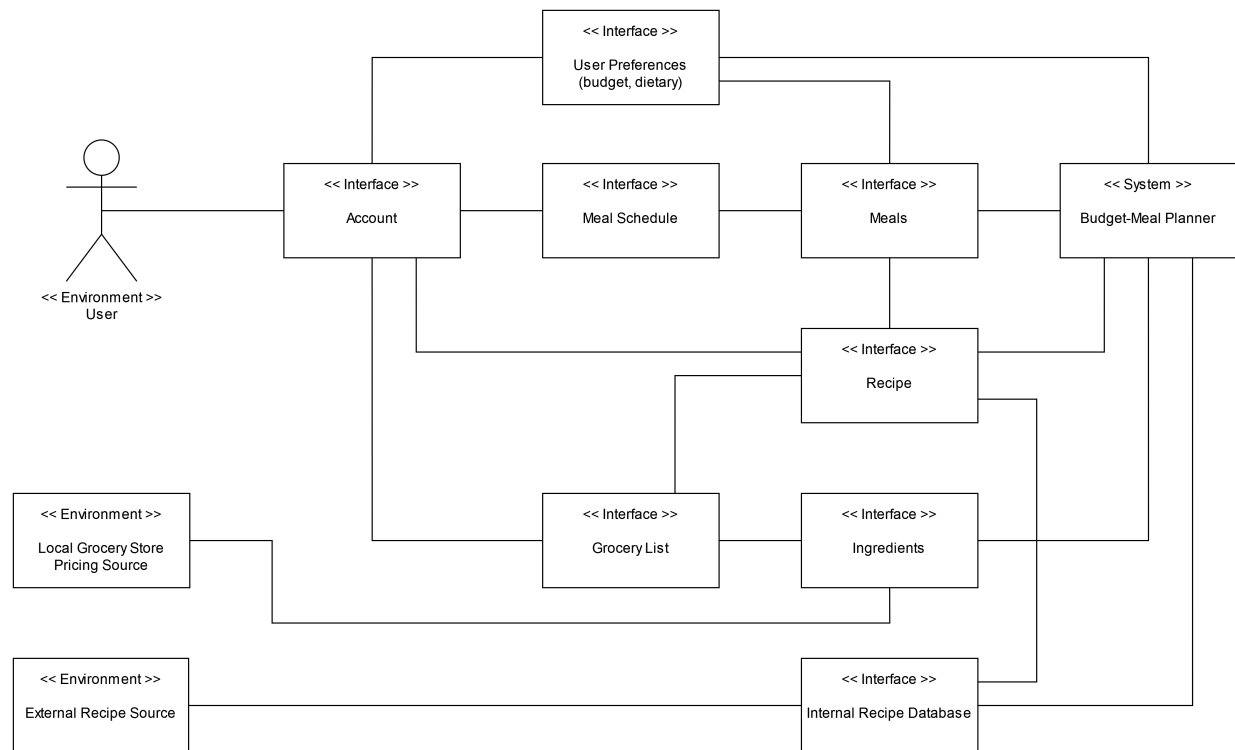 << Interface >>
User Preferences
(budget, dietary)
<< Interface >>
Account
<< Interface >>
Meal Schedule
<< Interface >>
Meals
<< System >>
Budget-Meal Planner
<< Environment >>
User
<< Interface >>
Recipe
<< Environment >>
Local Grocery Store
Pricing Source
<< Interface >>
Grocery List
<< Interface >>
Ingredients
<< Environment >>
External Recipe Source
<< Interface >>
Internal Recipe Database